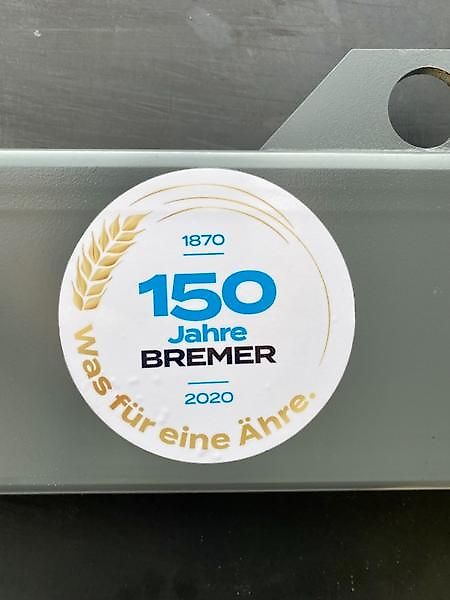 1870
150
Jahre
BREMER
2020
Was für eine Ähre.